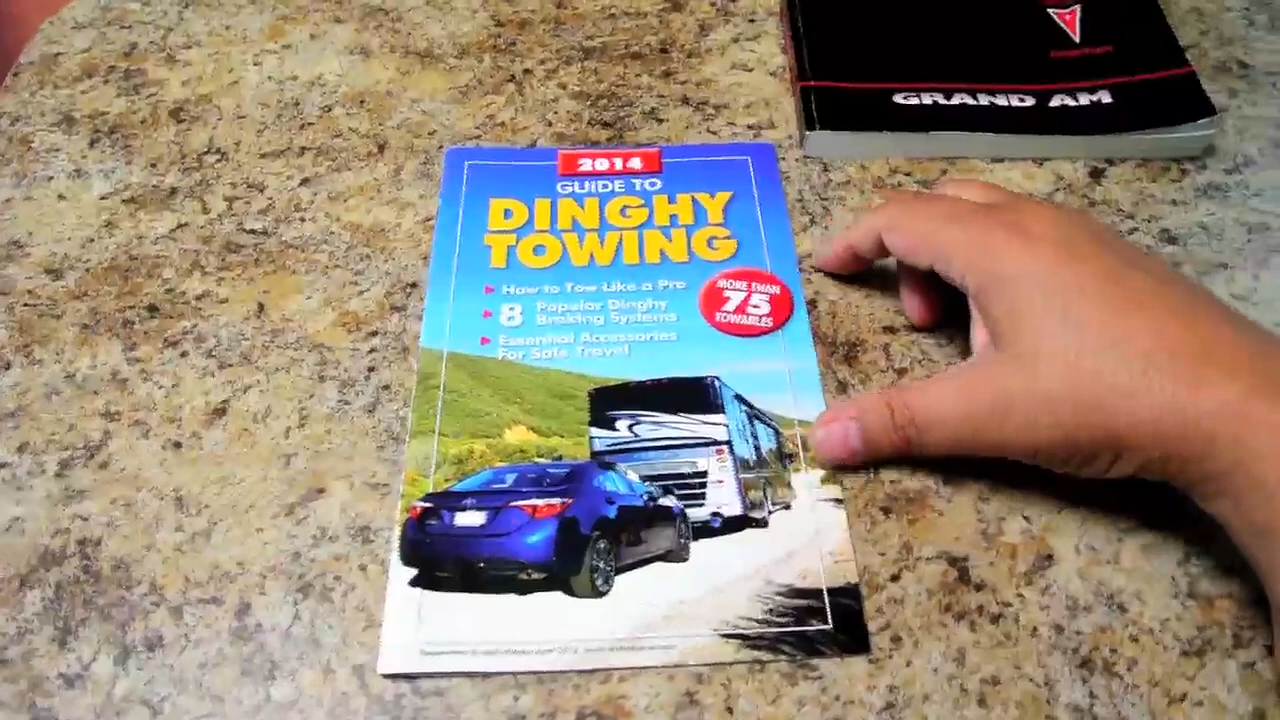 GRAND AM
2014
GUIDE TO
DINGHY
TOWING
How to Tow Like a Pro
8 Popular Dinghy
Braking Systems
Essential Accessories
For Safe Travel
MORE THAN
75
TOWABLES